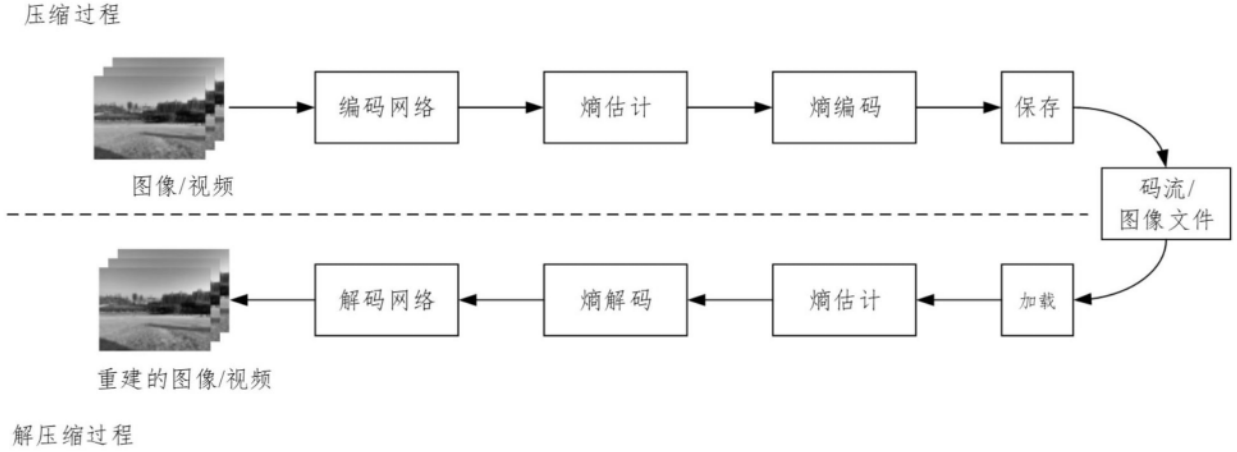 压缩过程
编码网络
熵估计
熵编码
保存
图像/视频
码流/
图像文件
解码网络
熵解码
熵估计
加载
重建的图像/视频
解压缩过程